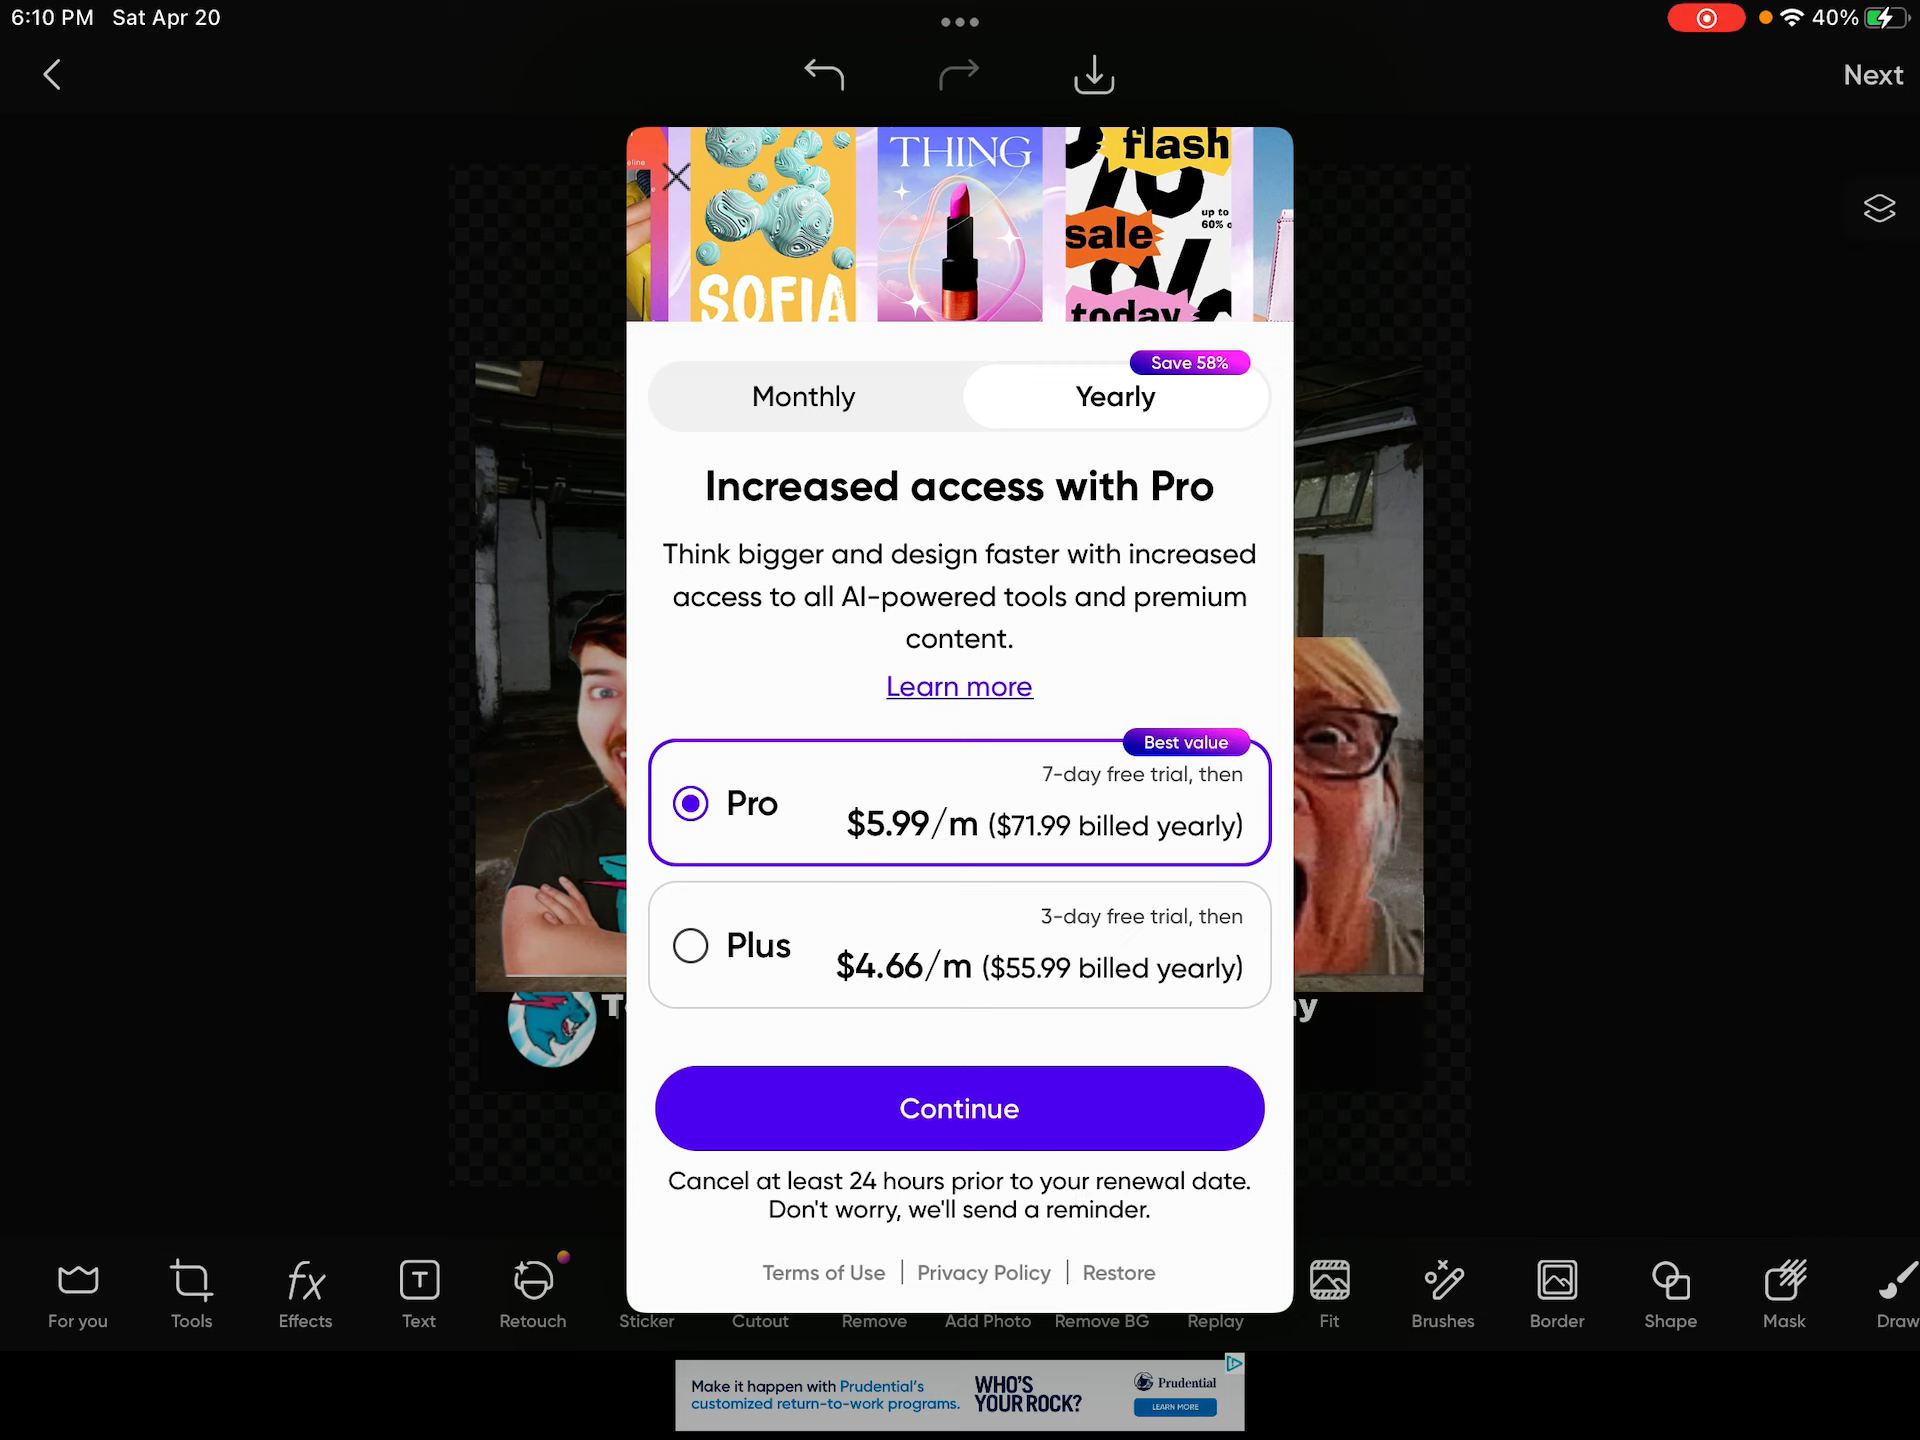 6:10 PM Sat Apr 20
40%
Next
eline
SOFIA
THING
flash
up to
60%
sale
today
Save 58%
Monthly
Yearly
Increased access with Pro
Think bigger and design faster with increased
access to all AI-powered tools and premium
content.
Learn more
Best value
7-day free trial, then
Pro
$5.99/m ($71.99 billed yearly)
3-day free trial, then
Plus
$4.66/m ($55.99 billed yearly)
Continue
Cancel at least 24 hours prior to your renewal date.
Don't worry, we'll send a reminder.
Terms of Use | Privacy Policy | Restore
For you
Tools
fx
Effects
T
Text
Retouch
Sticker
Cutout
Remove
Add Photo
Remove BG
Replay
Fit
Brushes
Border
Shape
Mask
Draw
Make it happen with Prudential's
customized return-to-work programs.
WHO'S
YOUR ROCK?
Prudential
LEARN MORE